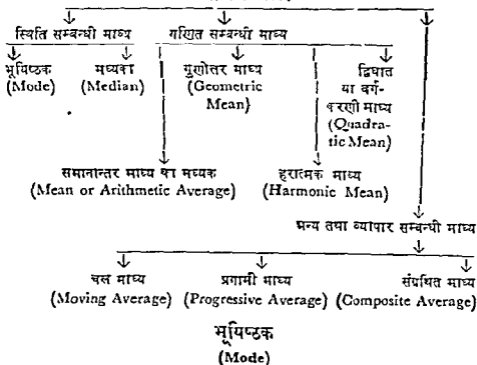 स्थिति सम्बन्धी माध्य गणित सम्बन्धी माध्य
भूयिष्ठक मध्यका गुणोत्तर माध्य द्विघात
(Mode) (Median) (Geometric या वर्ग-
Mean) करणी माध्य
(Quadra-
tic Mean)
समानान्तर माध्य या मध्यक हरात्मक माध्य
(Mean or Arithmetic Average) (Harmonic Mean)
अन्य तथा व्यापार सम्बन्धी माध्य
चल माध्य प्रगामी माध्य संग्रथित माध्य
(Moving Average) (Progressive Average) (Composite Average)
भूयिष्ठक
(Mode)